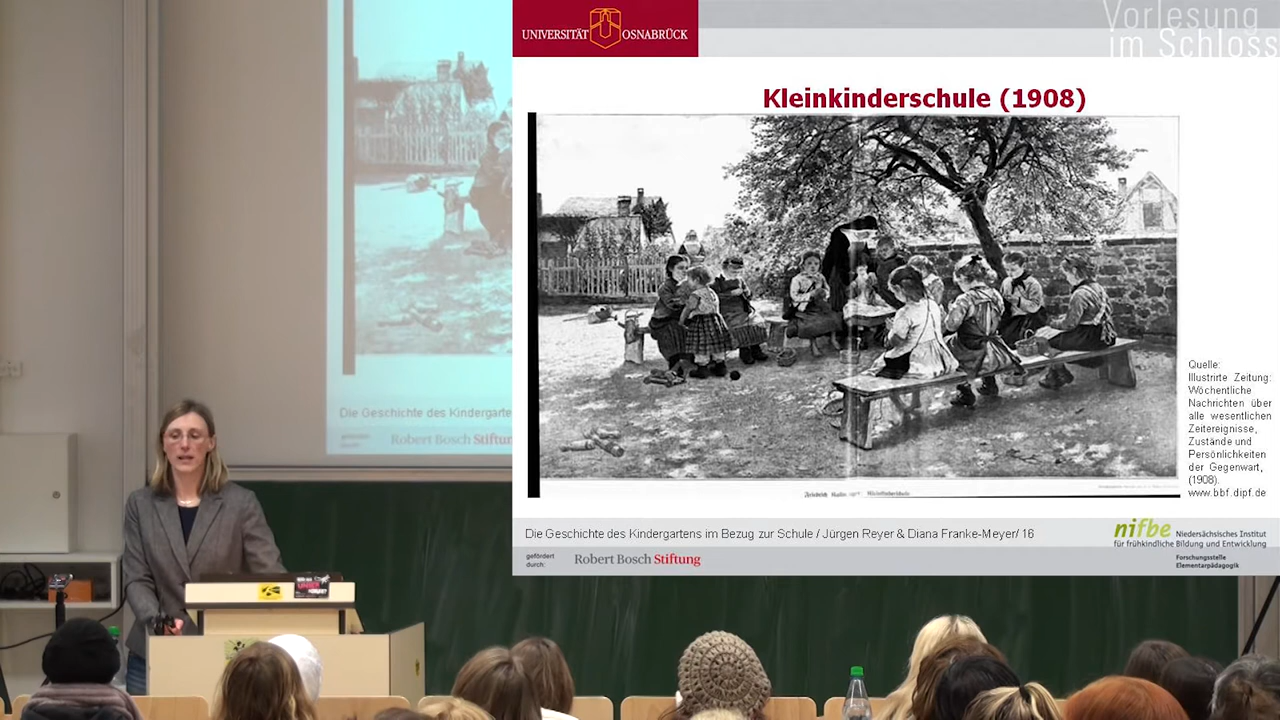 UNIVERSITÄT OSNABRÜCK
Vorlesung
im Schloss
Kleinkinderschule (1908)
Quelle:
Illustrirte Zeitung:
Wöchentliche
Nachrichten über
alle wesentlichen
Zeitereignisse,
Zustände und
Persönlichkeiten
der Gegenwart,
(1908).
www.bbf.dipf.de
Die Geschichte des Kindergartens im Bezug zur Schule / Jürgen Reyer & Diana Franke-Meyer/ 16
gefördert
durch:
Robert Bosch Stiftung
nifbe Niedersächsisches Institut
für frühkindliche Bildung und Entwicklung
Forschungsstelle
Elementarpädagogik
Die Geschichte des Kindergartens
gefördert
durch:
Robert Bosch Stiftun